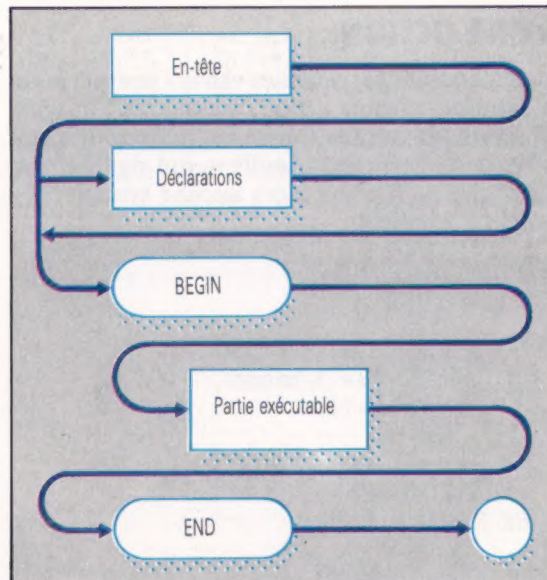 En-tête
Déclarations
BEGIN
Partie exécutable
END